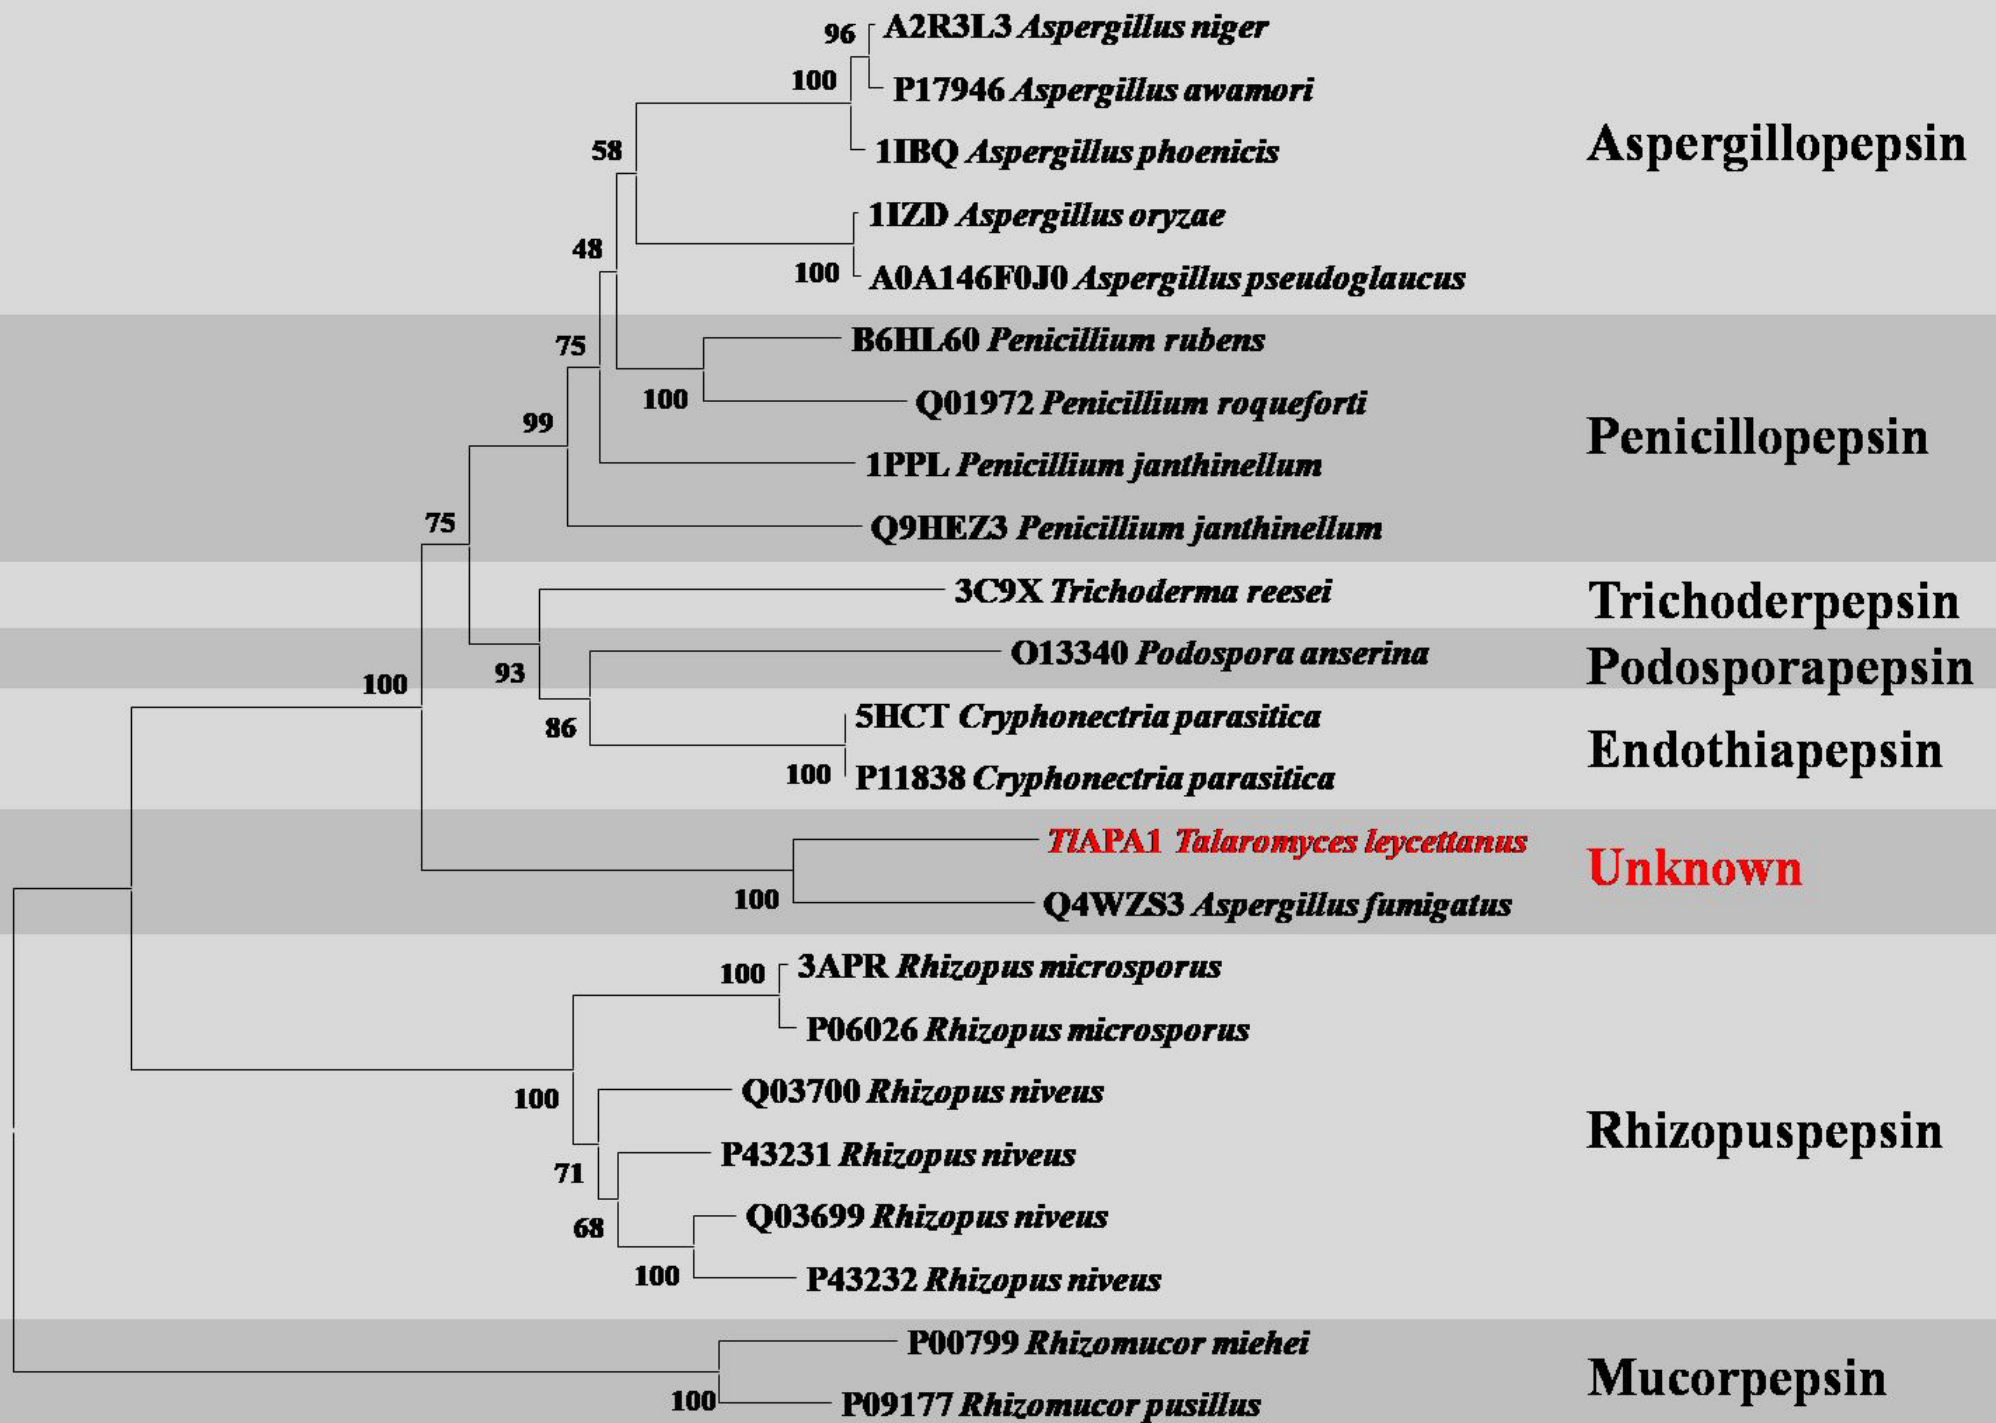 96
A2R3L3 Aspergillus niger
100
P17946 Aspergillus awamori
Aspergillopepsin
58
1IBQ Aspergillus phoenicis
1IZD Aspergillus oryzae
48
100
A0A146F0J0 Aspergillus pseudoglaucus
75
B6HL60 Penicillium rubens
100
Q01972 Penicillium roqueforti
99
Penicillopepsin
1PPL Penicillium janthinellum
75
Q9HEZ3 Penicillium janthinellum
3C9X Trichoderma reesei
Trichoderpepsin
93
O13340 Podospora anserina
Podosporapepsin
100
86
5HCT Cryphonectria parasitica
Endothiapepsin
100
P11838 Cryphonectria parasitica
TlAPA1 Talaromyces leycettanus
Unknown
100
Q4WZS3 Aspergillus fumigatus
100
3APR Rhizopus microsporus
P06026 Rhizopus microsporus
100
Q03700 Rhizopus niveus
Rhizopuspepsin
71
P43231 Rhizopus niveus
68
Q03699 Rhizopus niveus
100
P43232 Rhizopus niveus
P00799 Rhizomucor miehei
Mucorpepsin
100
P09177 Rhizomucor pusillus